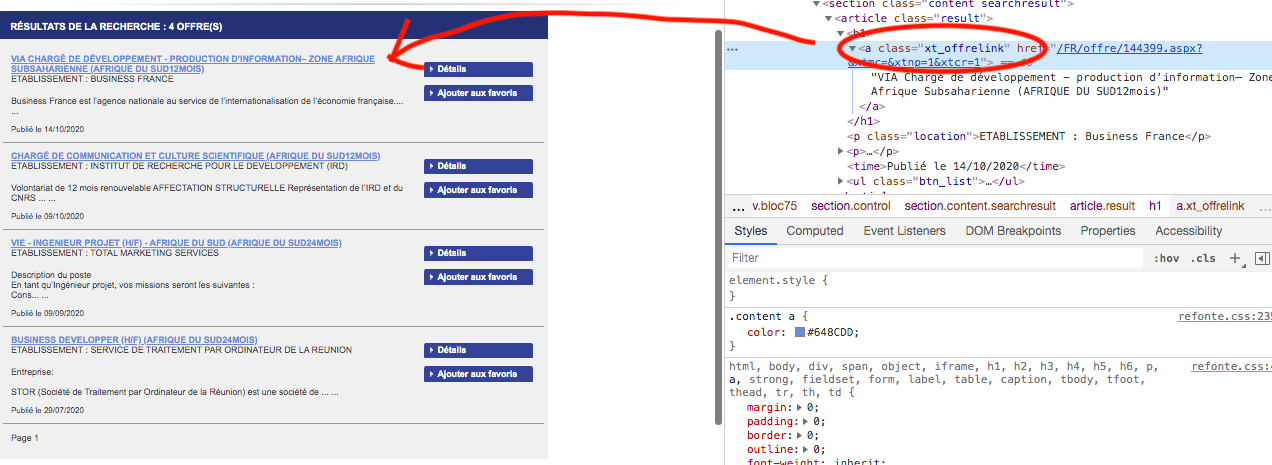 RÉSULTATS DE LA RECHERCHE : 4 OFFRE(S)
VIA CHARGÉ DE DÉVELOPPEMENT - PRODUCTION D'INFORMATION– ZONE AFRIQUE
SUBSAHARIENNE (AFRIQUE DU SUD12MOIS)
ETABLISSEMENT : BUSINESS FRANCE
Détails
Ajouter aux favoris
Business France est l'agence nationale au service de l'internationalisation de l'économie française....
...
Publié le 14/10/2020
CHARGÉ DE COMMUNICATION ET CULTURE SCIENTIFIQUE (AFRIQUE DU SUD12MOIS)
ETABLISSEMENT : INSTITUT DE RECHERCHE POUR LE DEVELOPPEMENT (IRD)
Détails
Ajouter aux favoris
Volontariat de 12 mois renouvelable AFFECTATION STRUCTURELLE Représentation de l'IRD et du
CNRS ... ...
Publié le 09/10/2020
VIE - INGENIEUR PROJET (H/F) - AFRIQUE DU SUD (AFRIQUE DU SUD24MOIS)
ETABLISSEMENT : TOTAL MARKETING SERVICES
Détails
Ajouter aux favoris
Description du poste
En tant qu'Ingénieur projet, vos missions seront les suivantes :
Cons... ...
Publié le 09/09/2020
BUSINESS DEVELOPPER (H/F) (AFRIQUE DU SUD24MOIS)
ETABLISSEMENT : SERVICE DE TRAITEMENT PAR ORDINATEUR DE LA REUNION
Détails
Ajouter aux favoris
Entreprise:
STOR (Société de Traitement par Ordinateur de la Réunion) est une société de ... ...
Publié le 29/07/2020
Page 1
<section class="content searchresult">
<article class="result">
<h1>
<a class="xt_offrelink" href="/FR/offre/144399.aspx?
&xtmc=&xtnp=1&xtcr=1"> == $0
"VIA Chargé de développement - production d'information– Zone
Afrique Subsaharienne (AFRIQUE DU SUD12mois)"
</a>
</h1>
<p class="location">ETABLISSEMENT : Business France</p>
<p>…</p>
<time>Publié le 14/10/2020</time>
<ul class="btn_list">…</ul>
... v.bloc75 section.control section.content.searchresult article.result h1 a.xt_offrelink ...
Styles Computed Event Listeners DOM Breakpoints Properties Accessibility
Filter :hov .cls +
element.style {
}
.content a { refonte.css:235
color: #648CDD;
}
html, body, div, span, object, iframe, h1, h2, h3, h4, h5, h6, p, refonte.css:4
a, strong, fieldset, form, label, table, caption, tbody, tfoot,
thead, tr, th, td {
margin: 0;
padding: 0;
border: 0;
outline: 0;
font-weight: inherit;